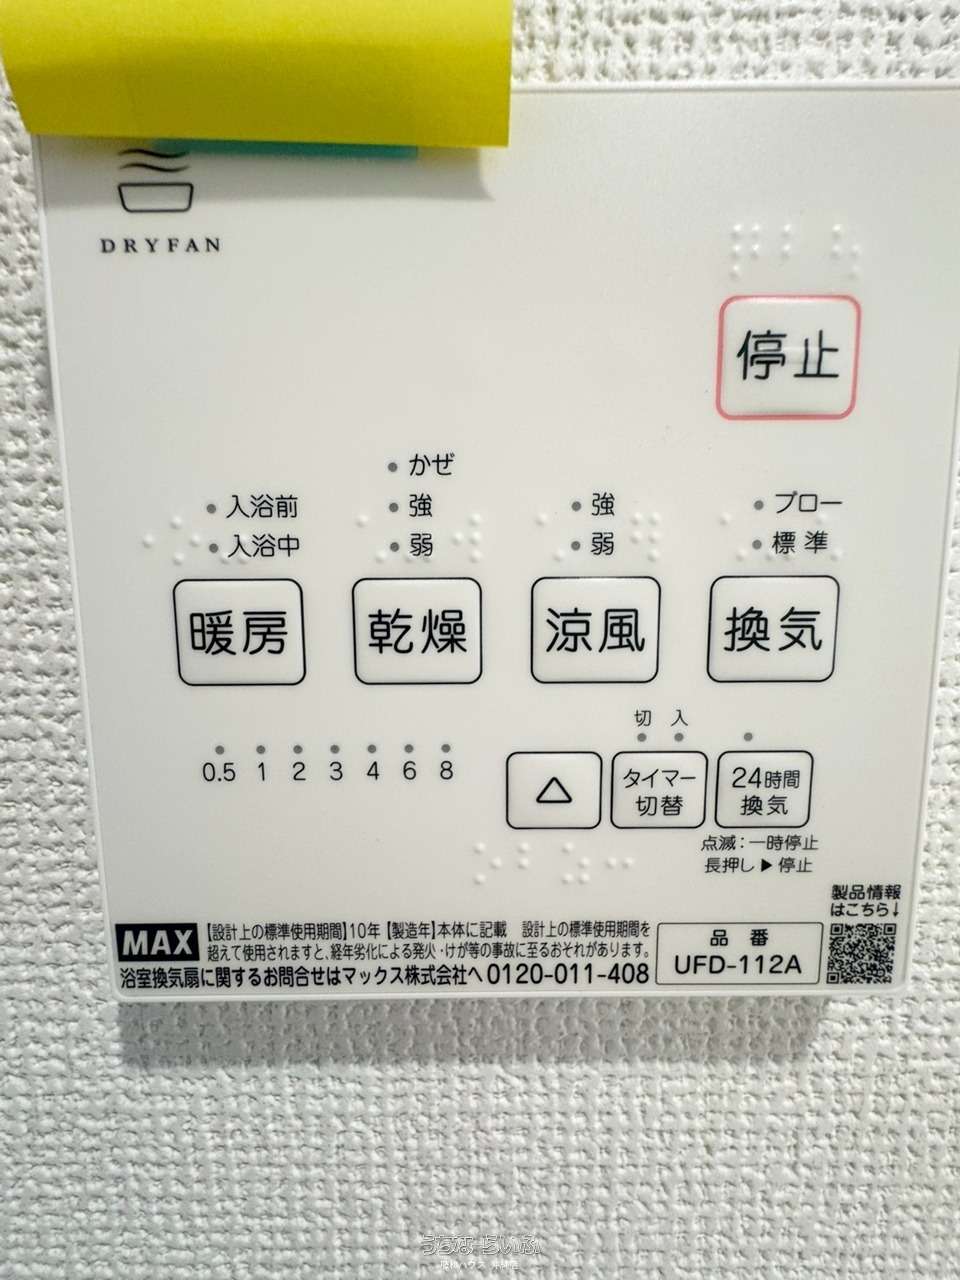 DRYFAN
停止
かぜ
入浴前 強 強 ブロー
入浴中 弱 弱 標準
暖房 乾燥 涼風 換気
切 入
0.5 1 2 3 4 6 8
△ タイマー切替 24時間換気
点滅:一時停止
長押し▶停止
製品情報
はこちら↓
MAX
【設計上の標準使用期間】10年【製造年】本体に記載 設計上の標準使用期間を
超えて使用されますと、経年劣化による発火・けが等の事故に至るおそれがあります。
浴室換気扇に関するお問合せはマックス株式会社へ 0120-011-408
品番
UFD-112A
うちなーらいふ